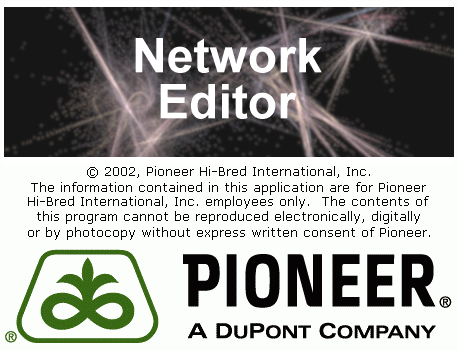 Network
Editor
© 2002, Pioneer Hi-Bred International, Inc.
The information contained in this application are for Pioneer
Hi-Bred International, Inc. employees only.  The contents of
this program cannot be reproduced electronically, digitally
or by photocopy without express written consent of Pioneer.
®
PIONEER®
A DUPONT COMPANY